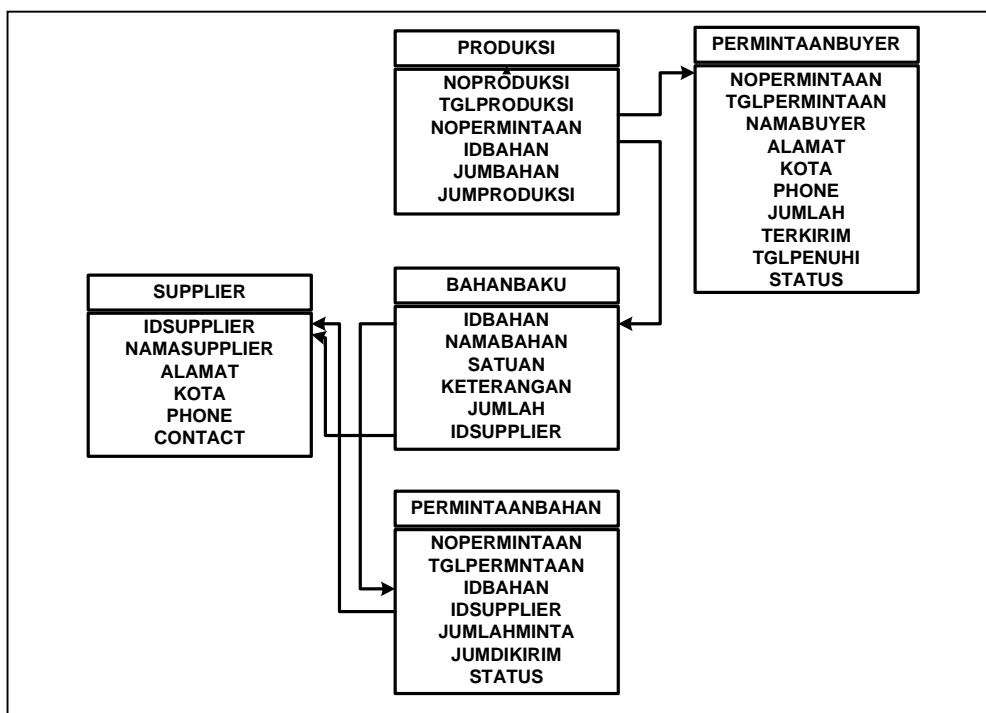 PRODUKSI
NOPRODUKSI
TGLPRODUKSI
NOPERMINTAAN
IDBAHAN
JUMBAHAN
JUMPRODUKSI
PERMINTAANBUYER
NOPERMINTAAN
TGLPERMINTAAN
NAMABUYER
ALAMAT
KOTA
PHONE
JUMLAH
TERKIRIM
TGLPENUHI
STATUS
SUPPLIER
IDSUPPLIER
NAMASUPPLIER
ALAMAT
KOTA
PHONE
CONTACT
BAHANBAKU
IDBAHAN
NAMABAHAN
SATUAN
KETERANGAN
JUMLAH
IDSUPPLIER
PERMINTAANBAHAN
NOPERMINTAAN
TGLPERMNTAAN
IDBAHAN
IDSUPPLIER
JUMLAHMINTA
JUMDIKIRIM
STATUS